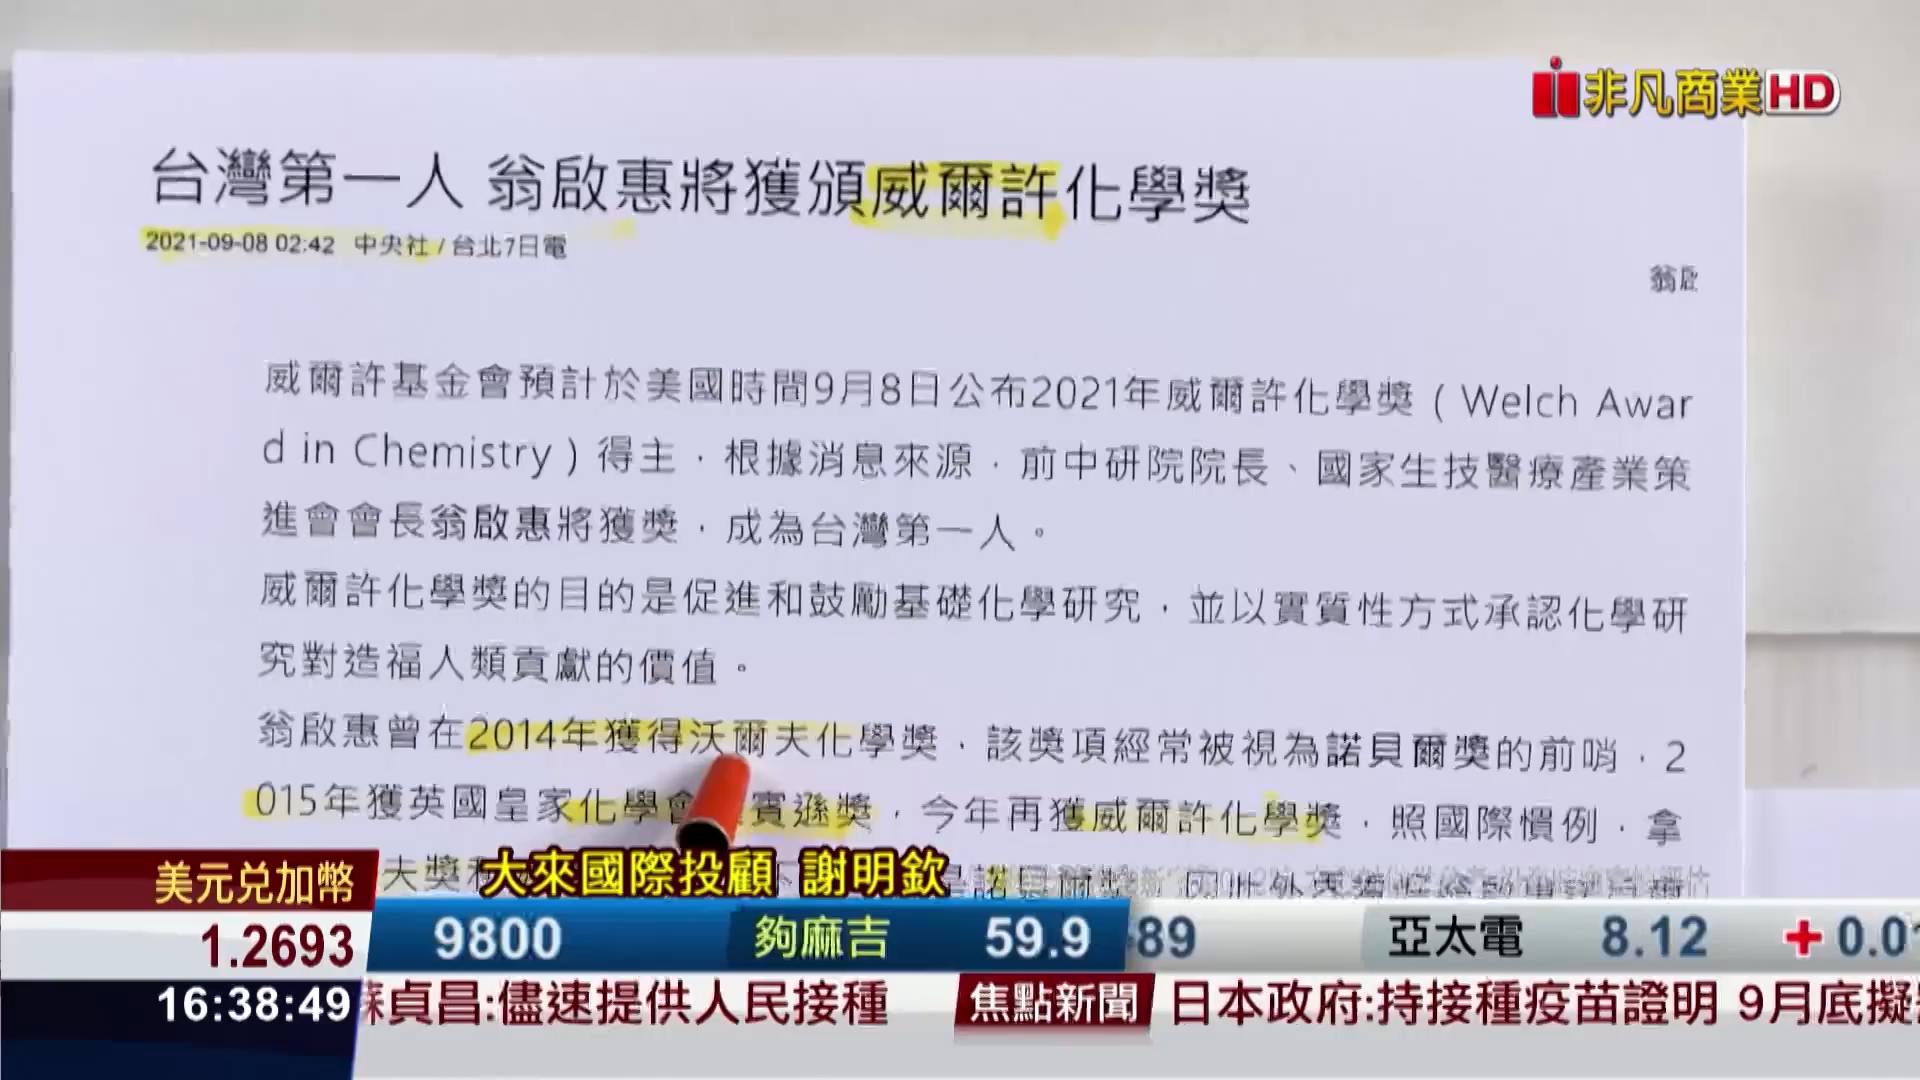 非凡商業HD
台灣第一人 翁啟惠將獲頒威爾許化學獎
2021-09-08 02:42 中央社 / 台北7日電
翁啟
威爾許基金會預計於美國時間9月8日公布2021年威爾許化學獎（Welch Awar
d in Chemistry）得主，根據消息來源，前中研院院長、國家生技醫療產業策
進會會長翁啟惠將獲獎，成為台灣第一人。
威爾許化學獎的目的是促進和鼓勵基礎化學研究，並以實質性方式承認化學研
究對造福人類貢獻的價值。
翁啟惠曾在2014年獲得沃爾夫化學獎，該獎項經常被視為諾貝爾獎的前哨，2
015年獲英國皇家化學會 賓遜獎，今年再獲威爾許化學獎，照國際慣例，拿
大獎
大來國際投顧 謝明欽
美元兑加幣
1.2693
9800 夠麻吉 59.9 89 亞太電 8.12 +0.0
16:38:49
貞昌:儘速提供人民接種 焦點新聞 日本政府:持接種疫苗證明 9月底擬